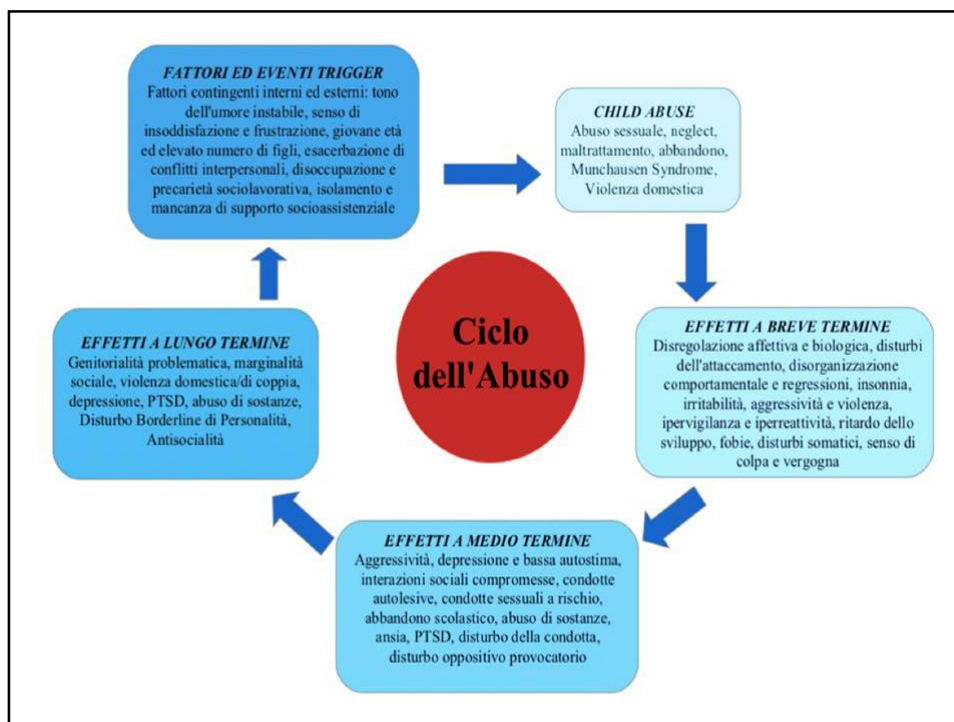 FATTORI ED EVENTI TRIGGER
Fattori contingenti interni ed esterni: tono
dell'umore instabile, senso di
insoddisfazione e frustrazione, giovane età
ed elevato numero di figli, esacerbazione di
conflitti interpersonali, disoccupazione e
precarietà sociolavorativa, isolamento e
mancanza di supporto socioassistenziale
CHILD ABUSE
Abuso sessuale, neglect,
maltrattamento, abbandono,
Munchausen Syndrome,
Violenza domestica
EFFETTI A BREVE TERMINE
Disregolazione affettiva e biologica, disturbi
dell'attaccamento, disorganizzazione
comportamentale e regressioni, insonnia,
irritabilità, aggressività e violenza,
ipervigilanza e iperreattività, ritardo dello
sviluppo, fobie, disturbi somatici, senso di
colpa e vergogna
EFFETTI A MEDIO TERMINE
Aggressività, depressione e bassa autostima,
interazioni sociali compromesse, condotte
autolesive, condotte sessuali a rischio,
abbandono scolastico, abuso di sostanze,
ansia, PTSD, disturbo della condotta,
disturbo oppositivo provocatorio
EFFETTI A LUNGO TERMINE
Genitorialità problematica, marginalità
sociale, violenza domestica/di coppia,
depressione, PTSD, abuso di sostanze,
Disturbo Borderline di Personalità,
Antisocialità
Ciclo
dell'Abuso